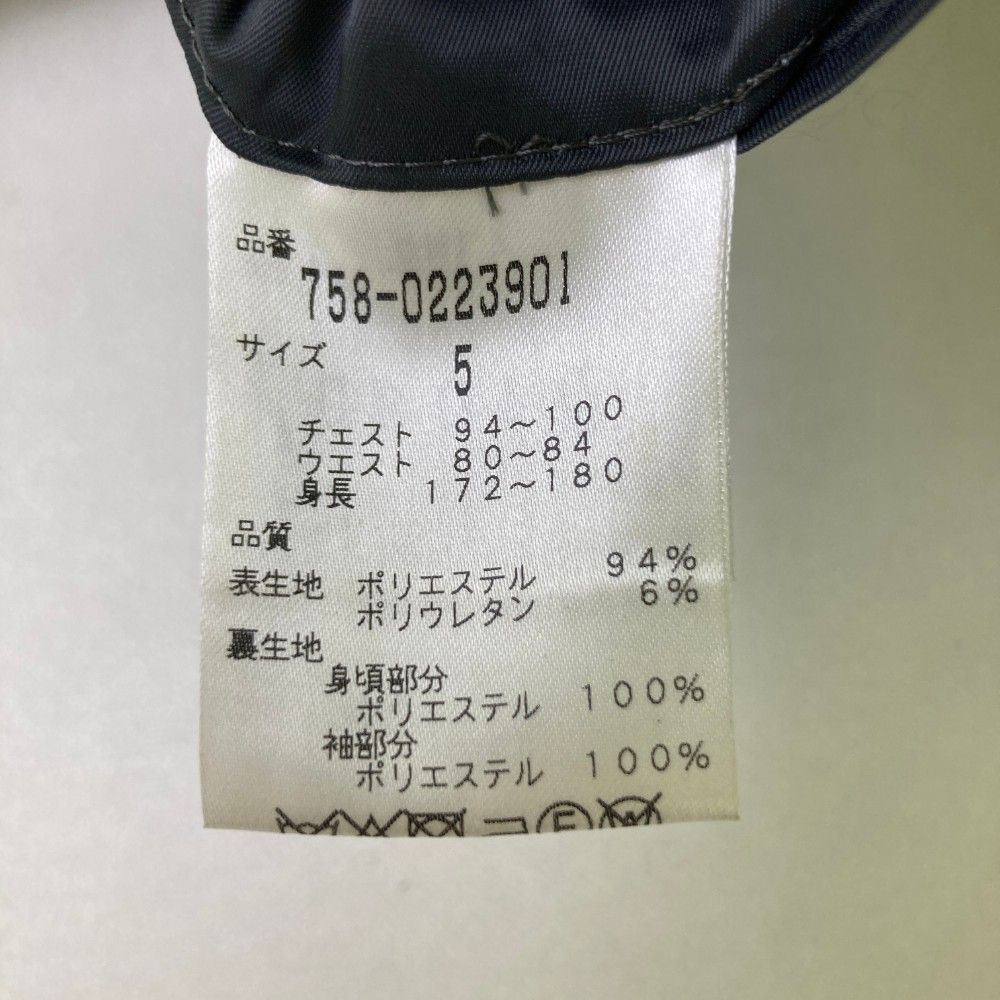 品番
758-0223901
サイズ 5
チェスト 94～100
ウエスト 80～84
身長 172～180
品質
表生地 ポリエステル 94%
ポリウレタン 6%
裏生地
身頃部分
ポリエステル 100%
袖部分
ポリエステル 100%